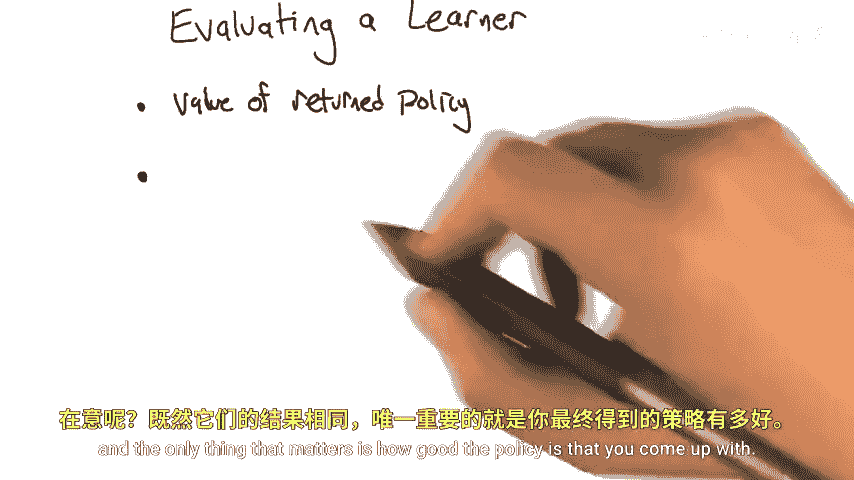 Evaluating a Learner
• Value of returned policy
•
在意呢？既然它们的结果相同，唯一重要的就是你最终得到的策略有多好。
and the only thing that matters is how good the policy is that you come up with.